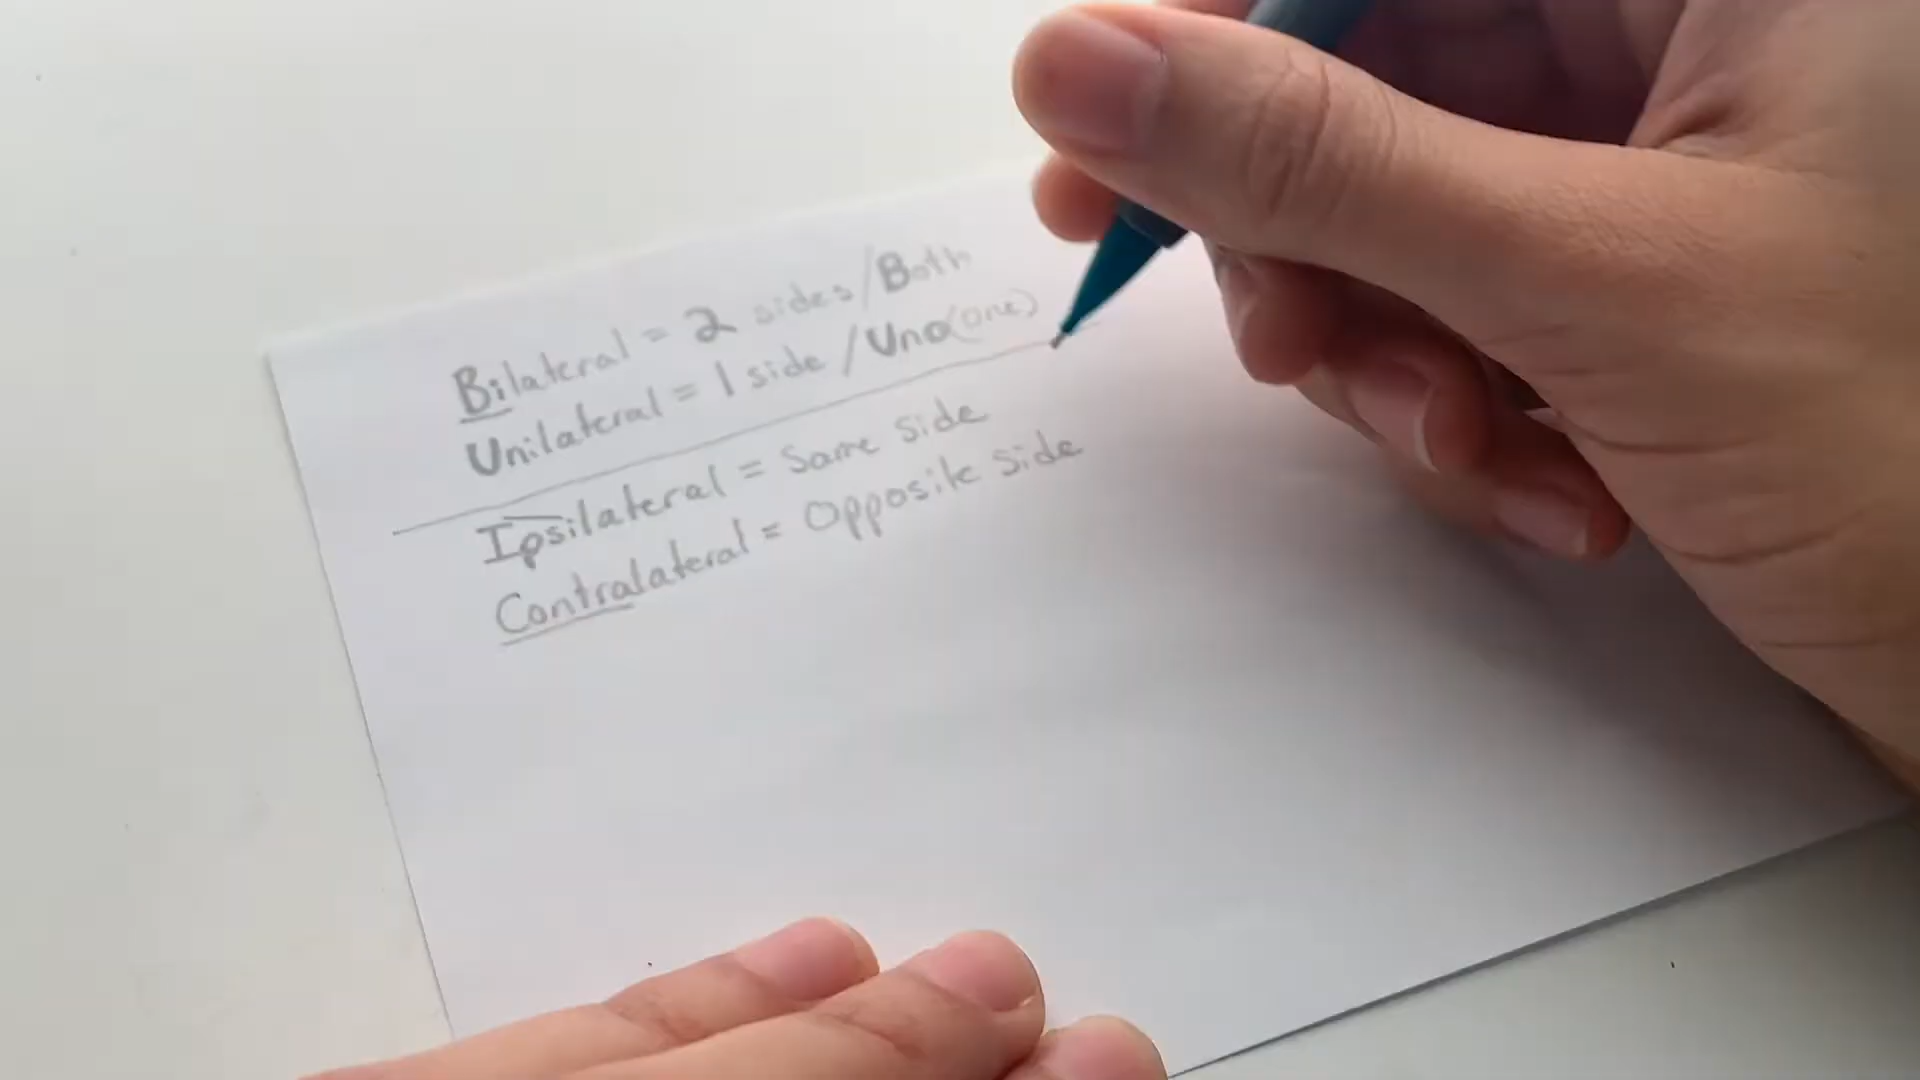 Bilateral = 2 sides/Both
Unilateral = 1 side / Uno(one)
Ipsilateral = Same side
Contralateral = Opposite side